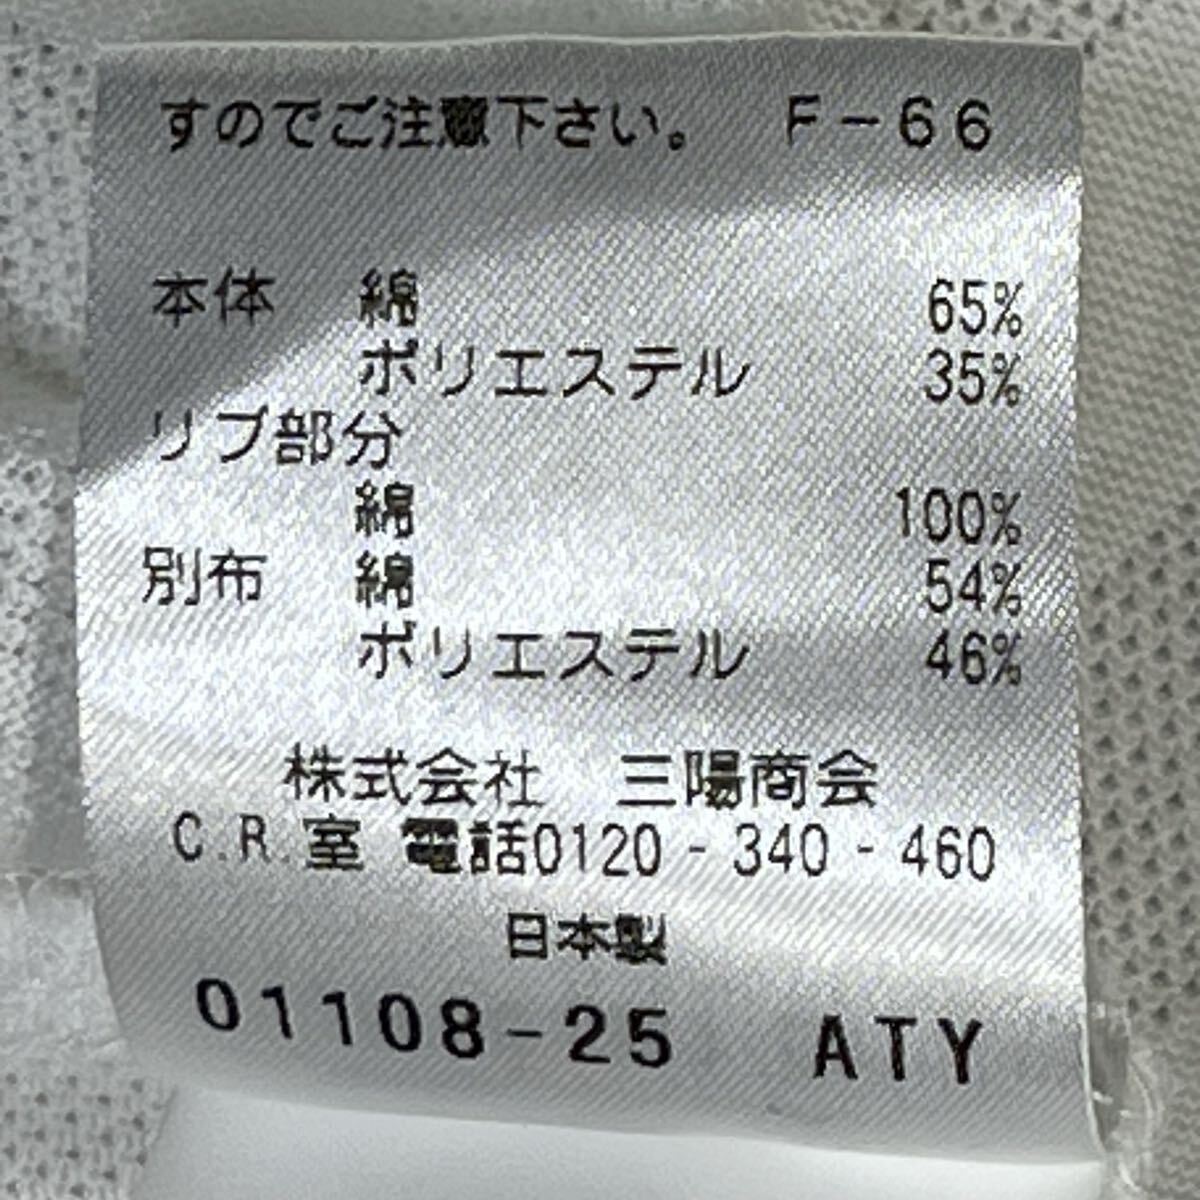 すのでご注意下さい。 F-66
本体 綿 65%
ポリエステル 35%
リブ部分
綿 100%
別布 綿 54%
ポリエステル 46%
株式会社 三陽商会
C.R.室 電話0120-340-460
日本製
01108-25 ATY